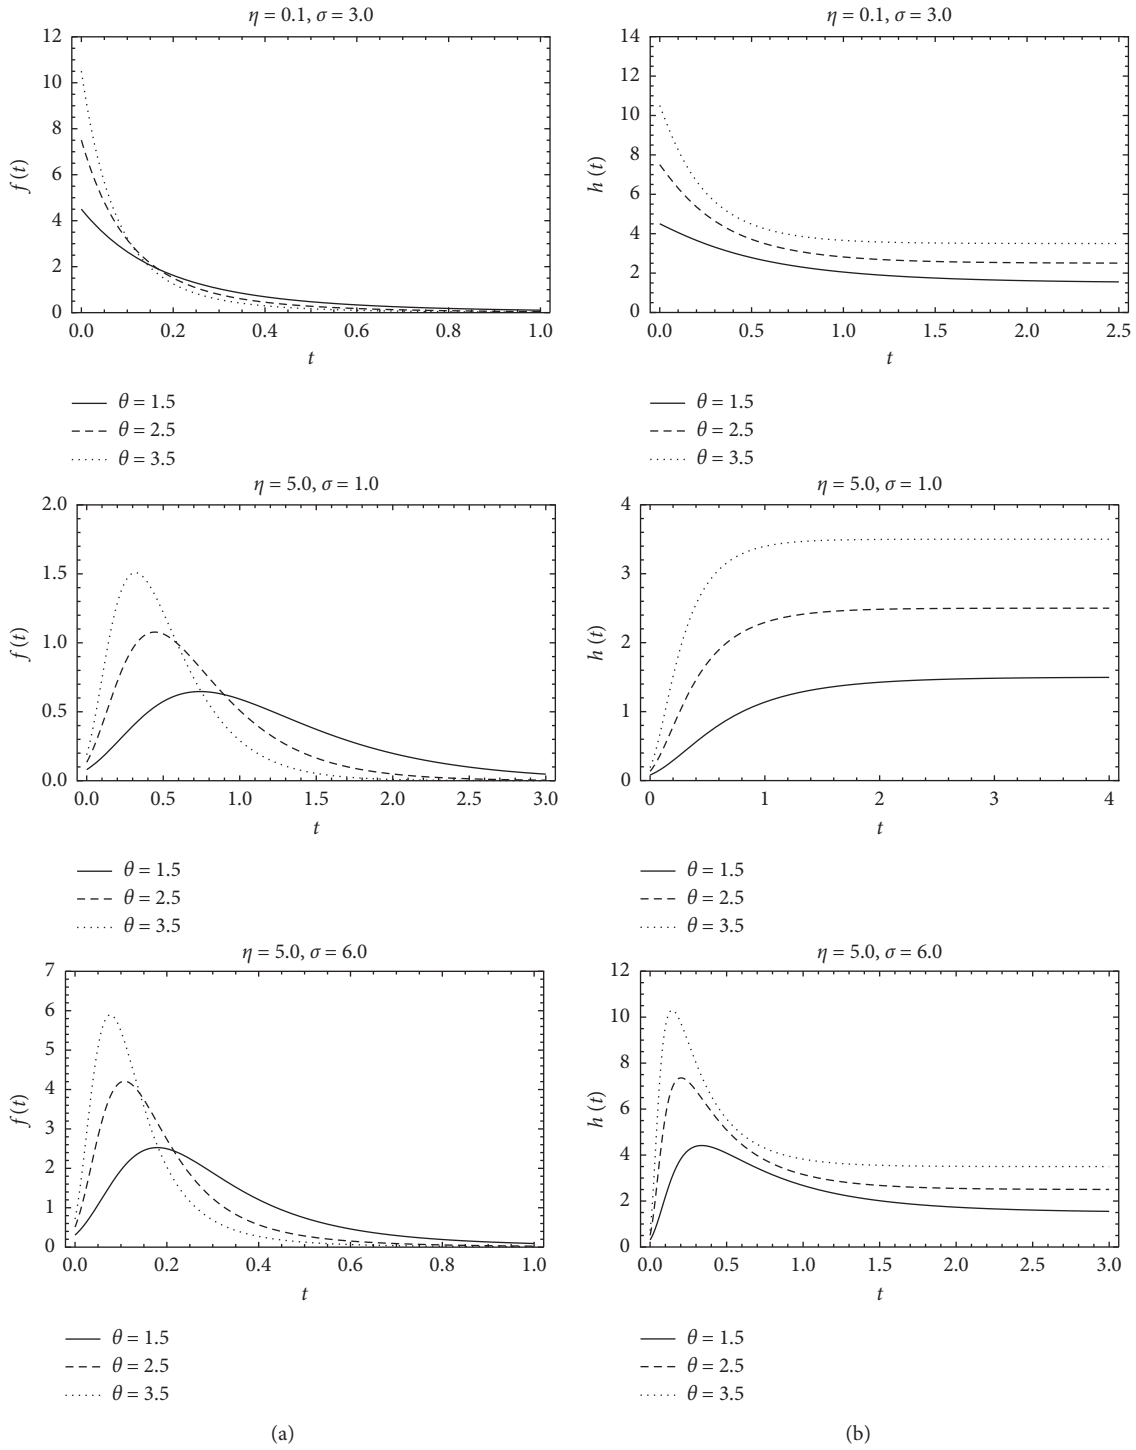 η = 0.1, σ = 3.0
12
10
8
6
4
2
0
f (t)
0.0 0.2 0.4 0.6 0.8 1.0
t
θ = 1.5
θ = 2.5
θ = 3.5
η = 0.1, σ = 3.0
14
12
10
8
6
4
2
0
h (t)
0.0 0.5 1.0 1.5 2.0 2.5
t
θ = 1.5
θ = 2.5
θ = 3.5
η = 5.0, σ = 1.0
2.0
1.5
1.0
0.5
0.0
f (t)
0.0 0.5 1.0 1.5 2.0 2.5 3.0
t
θ = 1.5
θ = 2.5
θ = 3.5
η = 5.0, σ = 1.0
4
3
2
1
0
h (t)
0 1 2 3 4
t
θ = 1.5
θ = 2.5
θ = 3.5
η = 5.0, σ = 6.0
7
6
5
4
3
2
1
0
f (t)
0.0 0.2 0.4 0.6 0.8 1.0
t
θ = 1.5
θ = 2.5
θ = 3.5
(a)
η = 5.0, σ = 6.0
12
10
8
6
4
2
0
h (t)
0.0 0.5 1.0 1.5 2.0 2.5 3.0
t
θ = 1.5
θ = 2.5
θ = 3.5
(b)